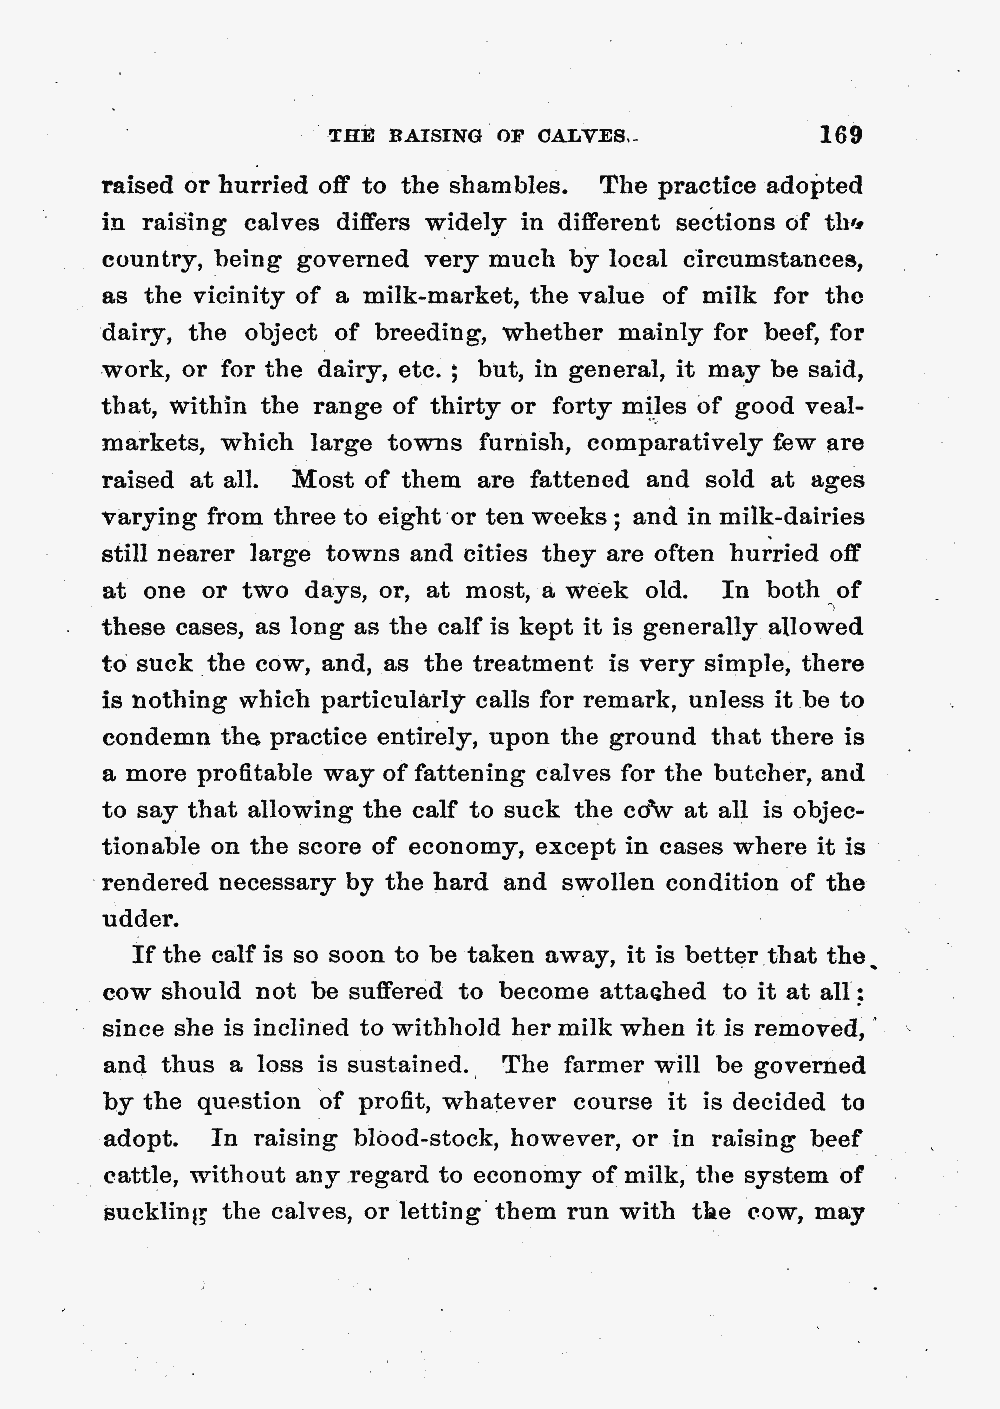 THE RAISING OF CALVES. 169
raised or hurried off to the shambles. The practice adopted
in raising calves differs widely in different sections of the
country, being governed very much by local circumstances,
as the vicinity of a milk-market, the value of milk for the
dairy, the object of breeding, whether mainly for beef, for
work, or for the dairy, etc. ; but, in general, it may be said,
that, within the range of thirty or forty miles of good veal-
markets, which large towns furnish, comparatively few are
raised at all. Most of them are fattened and sold at ages
varying from three to eight or ten weeks ; and in milk-dairies
still nearer large towns and cities they are often hurried off
at one or two days, or, at most, a week old. In both of
these cases, as long as the calf is kept it is generally allowed
to suck the cow, and, as the treatment is very simple, there
is nothing which particularly calls for remark, unless it be to
condemn the practice entirely, upon the ground that there is
a more profitable way of fattening calves for the butcher, and
to say that allowing the calf to suck the cow at all is objec-
tionable on the score of economy, except in cases where it is
rendered necessary by the hard and swollen condition of the
udder.
If the calf is so soon to be taken away, it is better that the
cow should not be suffered to become attached to it at all ;
since she is inclined to withhold her milk when it is removed,
and thus a loss is sustained. The farmer will be governed
by the question of profit, whatever course it is decided to
adopt. In raising blood-stock, however, or in raising beef
cattle, without any regard to economy of milk, the system of
suckling the calves, or letting them run with the cow, may